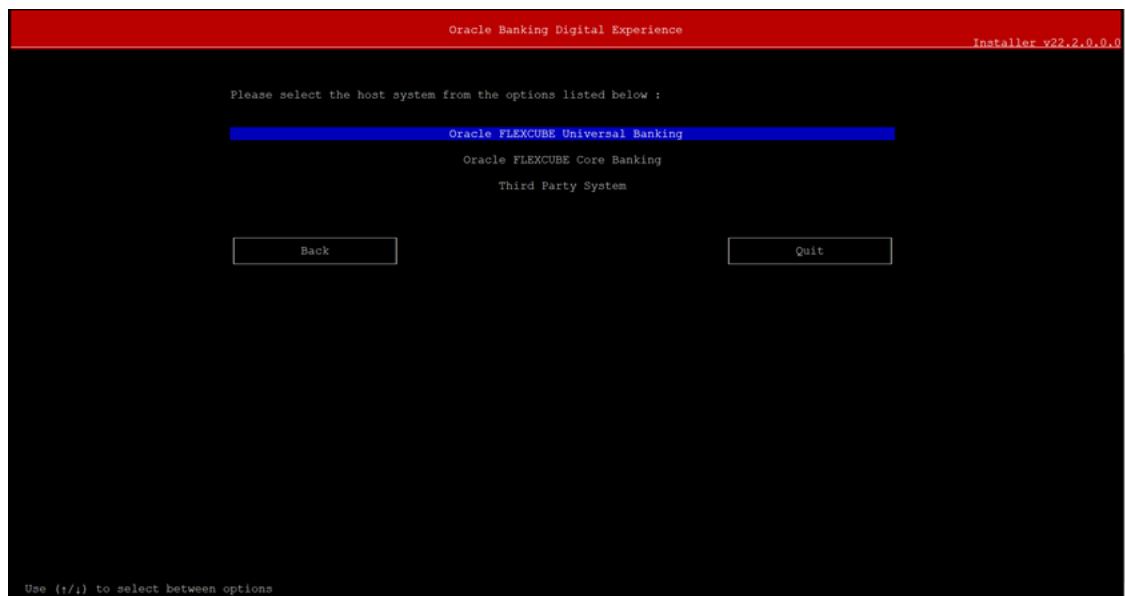 Oracle Banking Digital Experience
Installer v22.2.0.0.0
Please select the host system from the options listed below :
Oracle FLEXCUBE Universal Banking
Oracle FLEXCUBE Core Banking
Third Party System
Back Quit
Use (↑/↓) to select between options